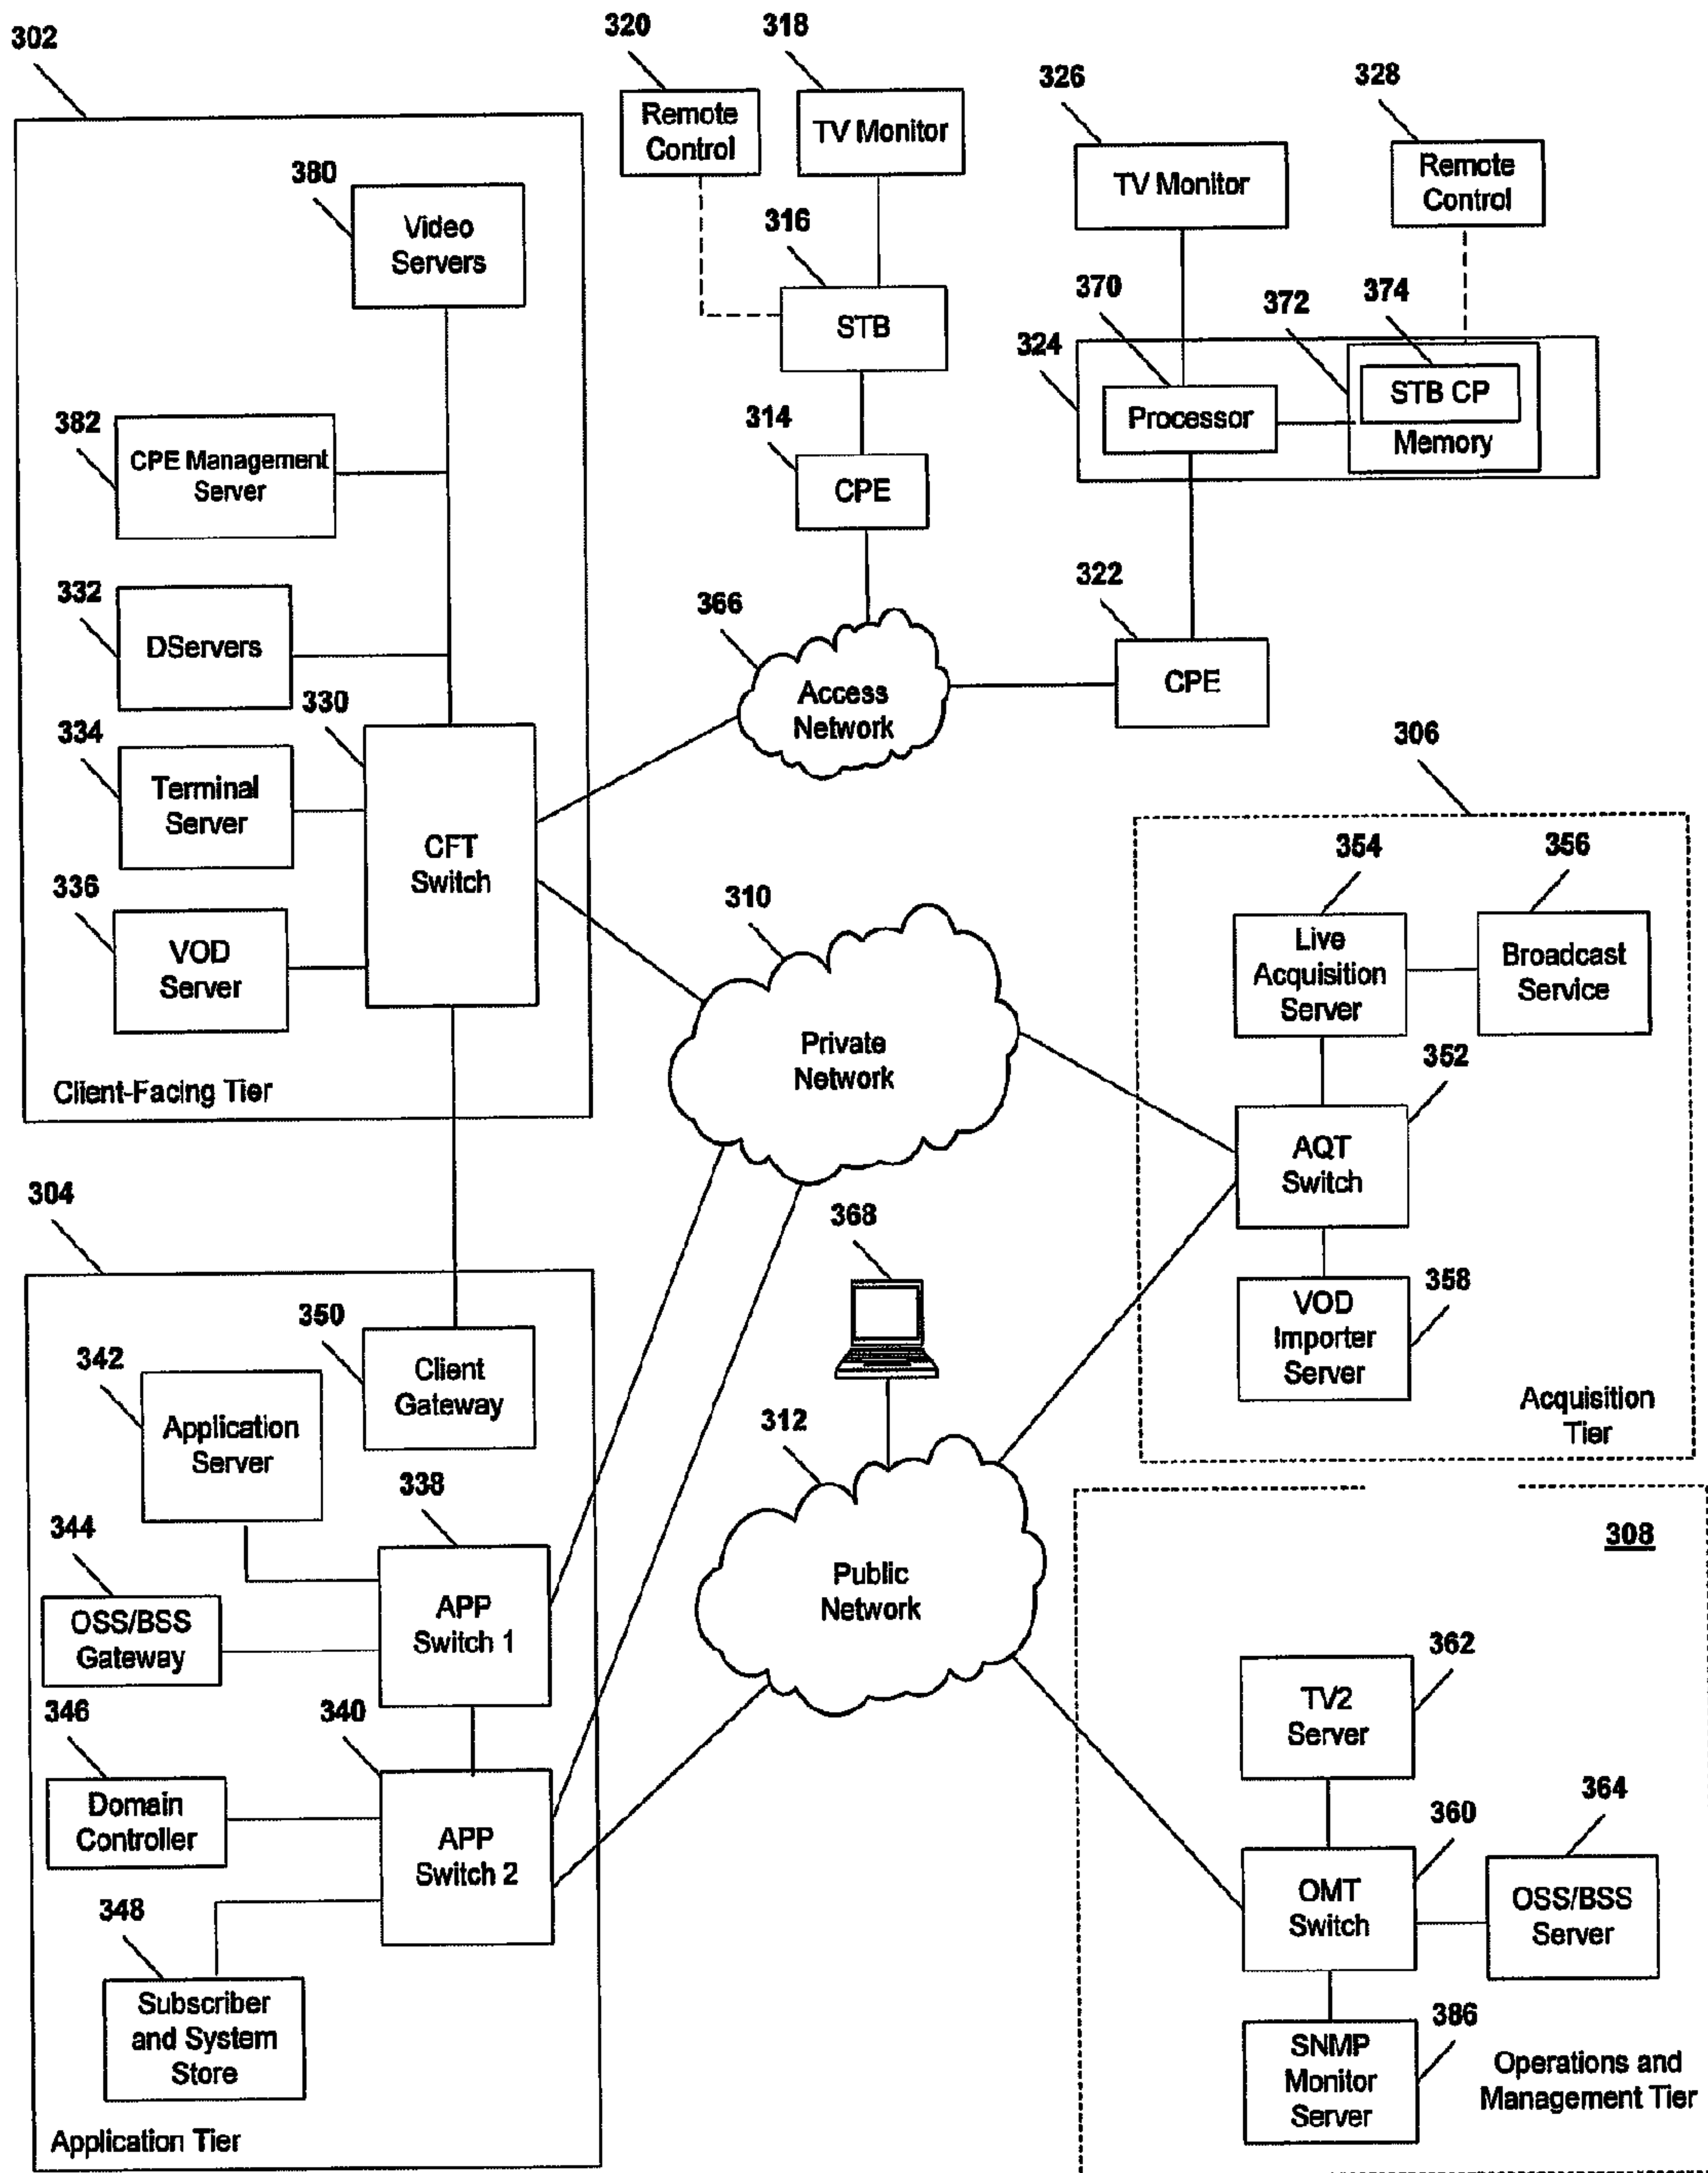 302
320
318
326
328
Remote
Control
TV Monitor
TV Monitor
Remote
Control
380
Video
Servers
316
STB
370
372
374
324
STB CP
Processor
Memory
382
CPE Management
Server
314
CPE
322
CPE
332
DServers
366
Access
Network
330
334
Terminal
Server
CFT
Switch
336
VOD
Server
Client-Facing Tier
306
354
356
Live
Acquisition
Server
Broadcast
Service
310
Private
Network
352
AQT
Switch
358
VOD
Importer
Server
Acquisition
Tier
304
350
Client
Gateway
342
Application
Server
368
312
Public
Network
338
344
OSS/BSS
Gateway
APP
Switch 1
346
340
Domain
Controller
APP
Switch 2
348
Subscriber
and System
Store
Application Tier
308
362
TV2
Server
364
360
OMT
Switch
OSS/BSS
Server
386
SNMP
Monitor
Server
Operations and
Management Tier